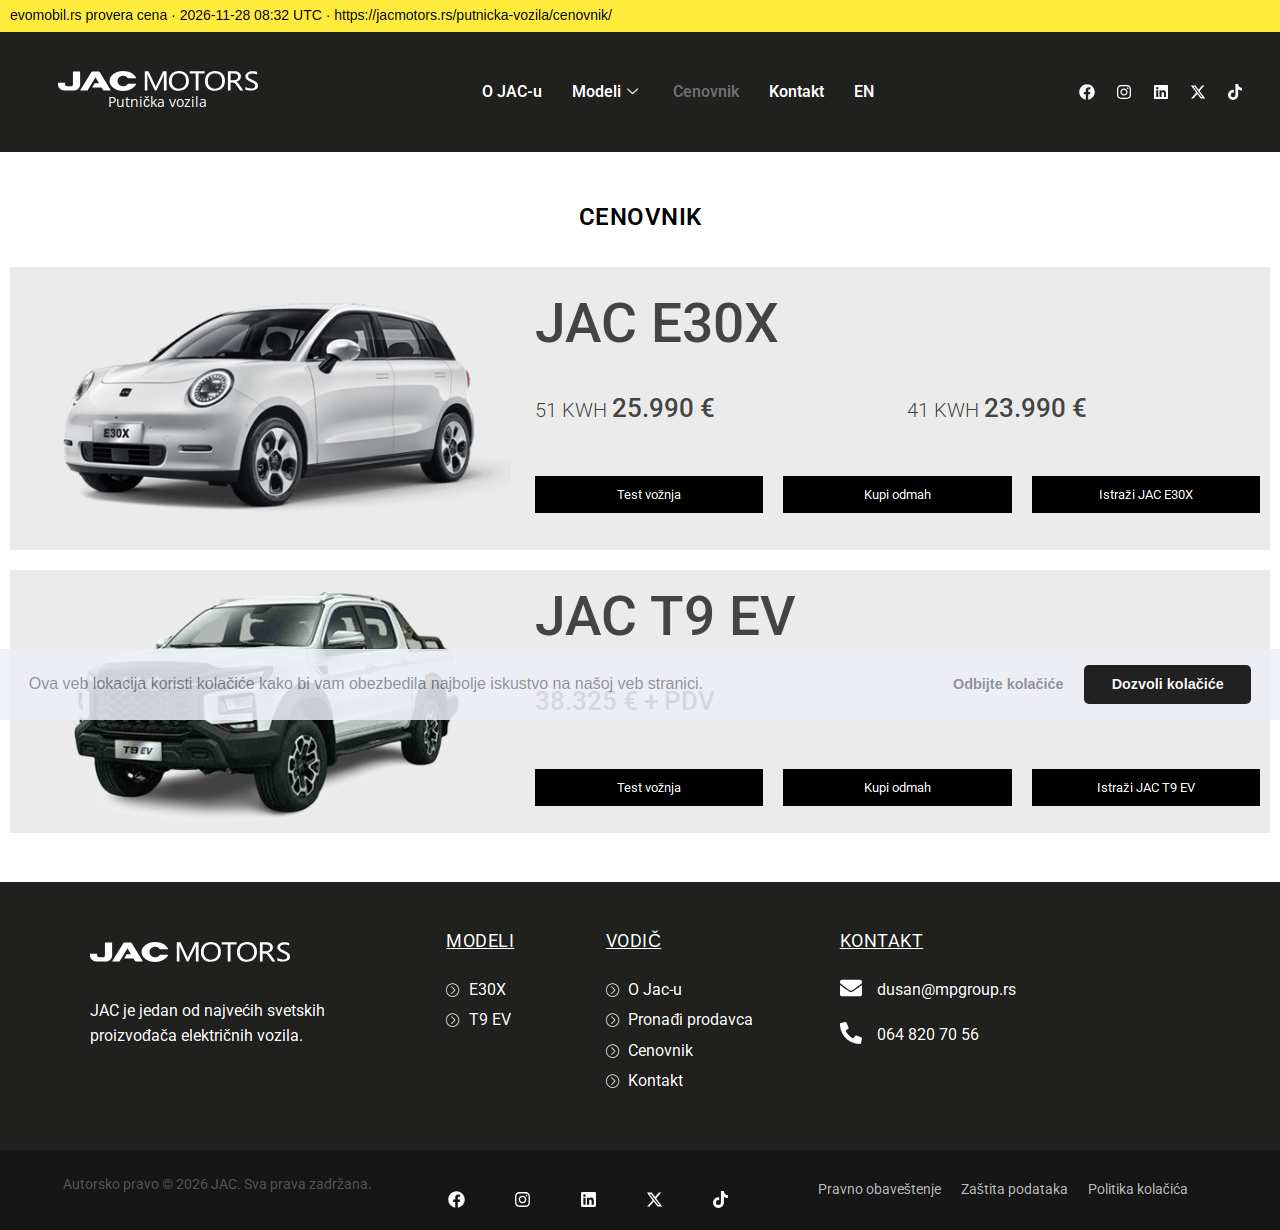 evomobil.rs provera cena · 2026-11-28 08:32 UTC · https://jacmotors.rs/putnicka-vozila/cenovnik/
JAC MOTORS
Putnička vozila
O JAC-u Modeli Cenovnik Kontakt EN
CENOVNIK
JAC E30X
51 KWH 25.990 € 41 KWH 23.990 €
E30X
Test vožnja Kupi odmah Istraži JAC E30X
JAC T9 EV
Ova veb lokacija koristi kolačiće kako bi vam obezbedila najbolje iskustvo na našoj veb stranici. Odbijte kolačiće Dozvoli kolačiće
38.325 € + PDV
T9 EV
Test vožnja Kupi odmah Istraži JAC T9 EV
JAC MOTORS
JAC je jedan od najvećih svetskih
proizvođača električnih vozila.
MODELI
E30X
T9 EV
VODIČ
O Jac-u
Pronađi prodavca
Cenovnik
Kontakt
KONTAKT
dusan@mpgroup.rs
064 820 70 56
Autorsko pravo © 2026 JAC. Sva prava zadržana.
Pravno obaveštenje Zaštita podataka Politika kolačića